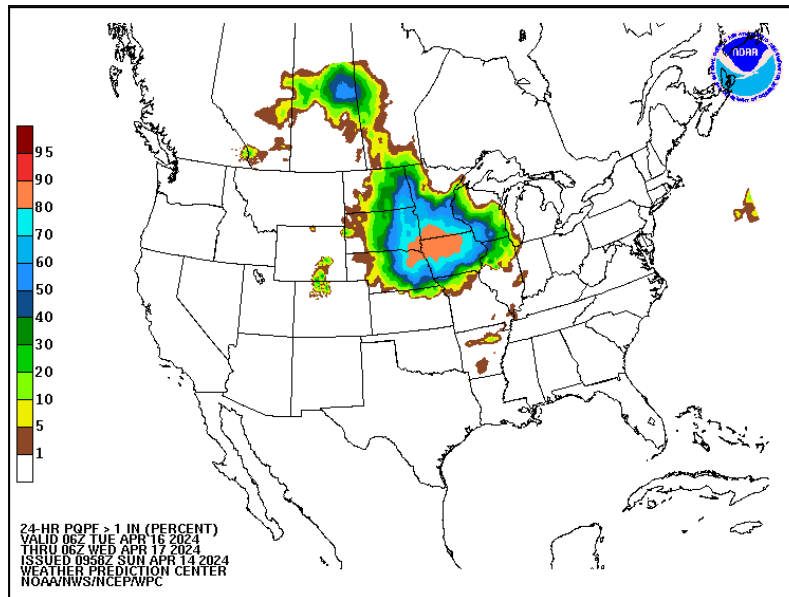 NOAA
95
90
80
70
60
50
40
30
20
10
5
1
24-HR PQPF > 1 IN (PERCENT)
VALID 06Z TUE APR 16 2024
THRU 06Z WED APR 17 2024
ISSUED 0958Z SUN APR 14 2024
WEATHER PREDICTION CENTER
NOAA/NWS/NCEP/WPC